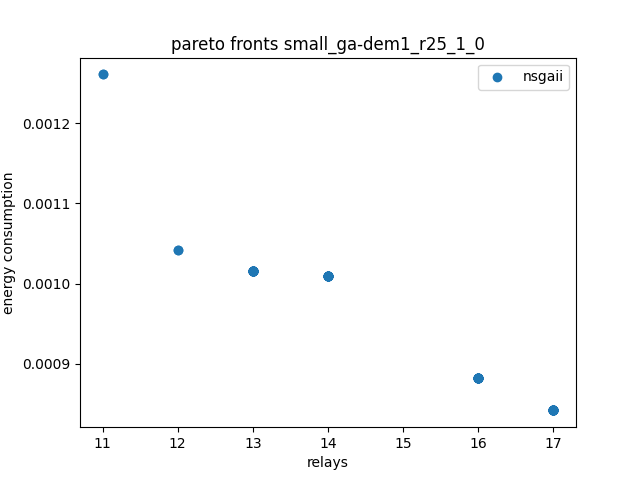 pareto fronts small_ga-dem1_r25_1_0
nsgaii
energy consumption
0.0012
0.0011
0.0010
0.0009
11 12 13 14 15 16 17
relays